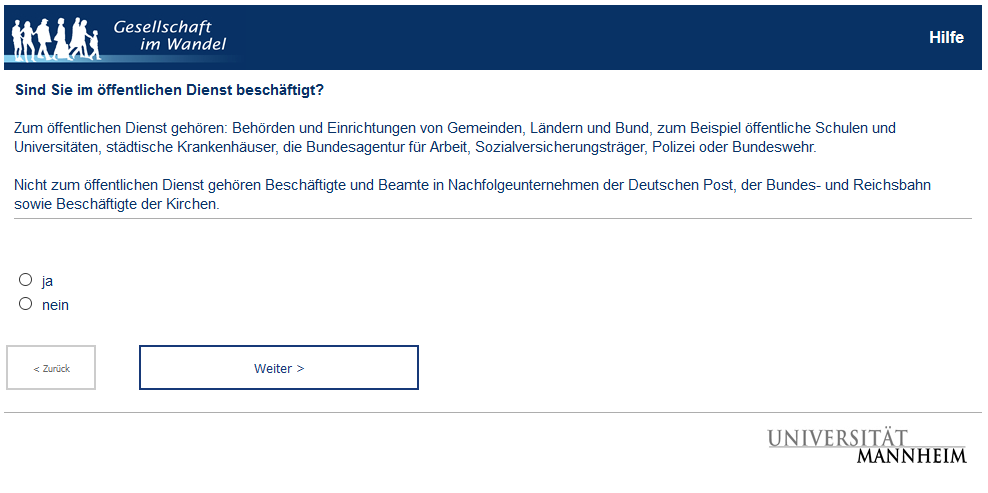 Gesellschaft
im Wandel
Hilfe
Sind Sie im öffentlichen Dienst beschäftigt?
Zum öffentlichen Dienst gehören: Behörden und Einrichtungen von Gemeinden, Ländern und Bund, zum Beispiel öffentliche Schulen und
Universitäten, städtische Krankenhäuser, die Bundesagentur für Arbeit, Sozialversicherungsträger, Polizei oder Bundeswehr.
Nicht zum öffentlichen Dienst gehören Beschäftigte und Beamte in Nachfolgeunternehmen der Deutschen Post, der Bundes- und Reichsbahn
sowie Beschäftigte der Kirchen.
ja
nein
< Zurück
Weiter >
UNIVERSITÄT
MANNHEIM